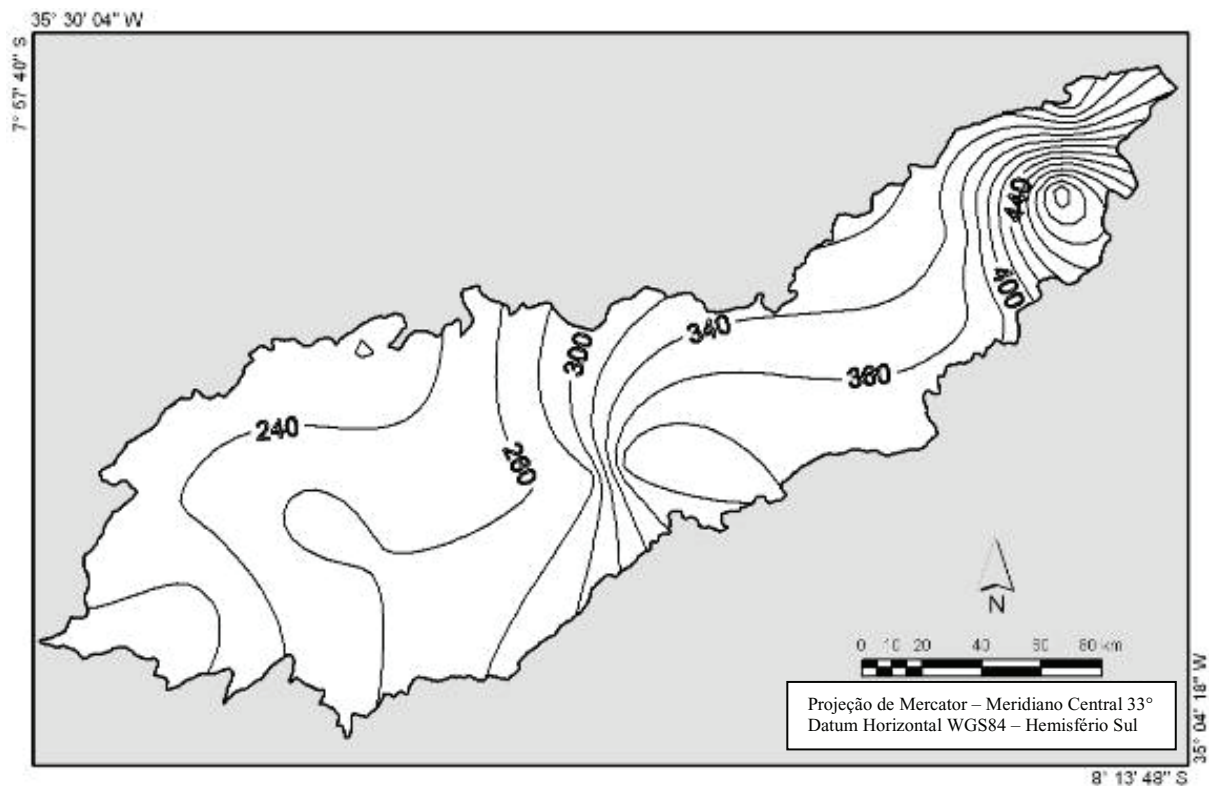 35° 30' 04" W
7° 57' 40" S
440
400
340
300
360
240
260
N
0 10 20 40 60 80 km
Projeção de Mercator – Meridiano Central 33°
Datum Horizontal WGS84 – Hemisfério Sul
35° 04' 18" W
8° 13' 48" S